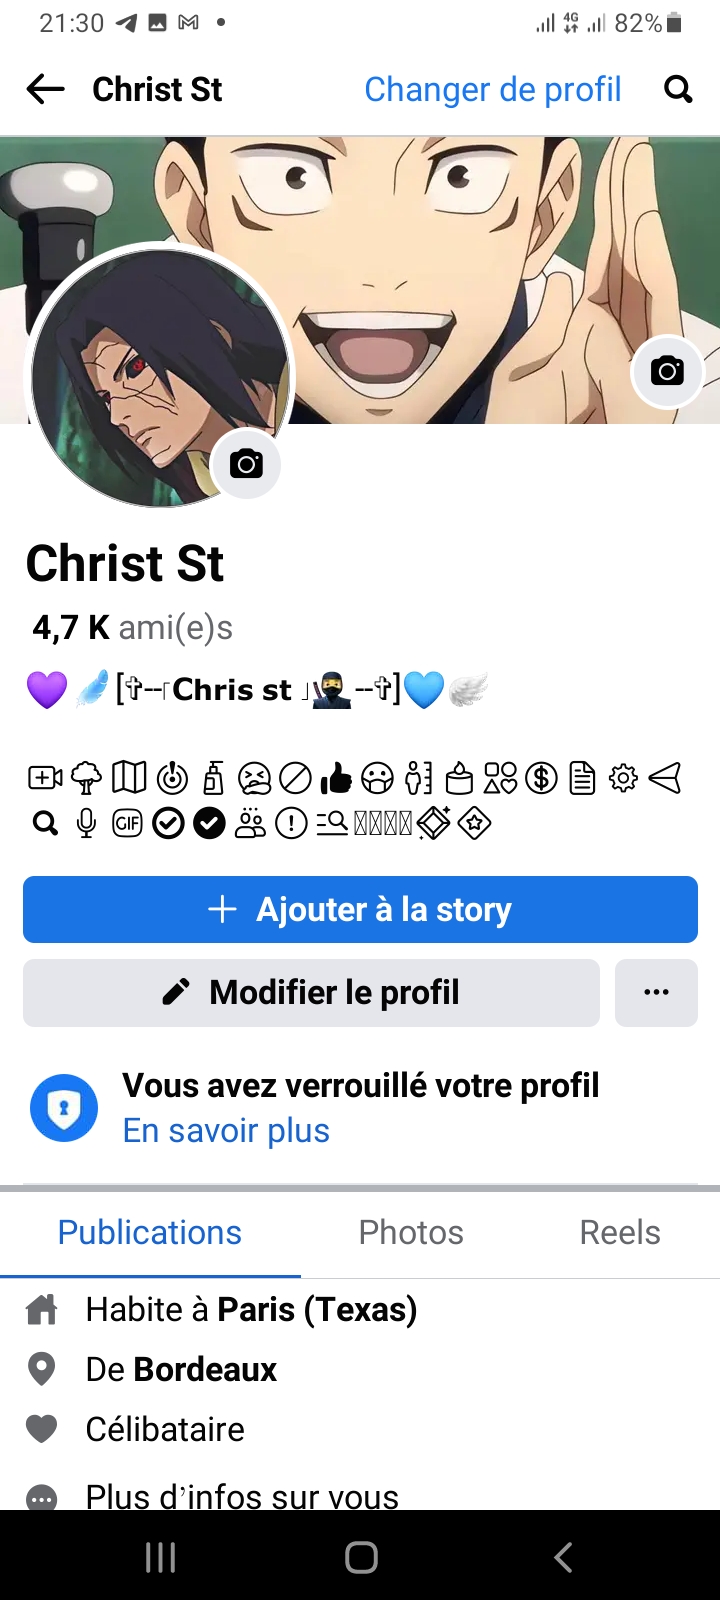 21:30 4G 82%
Christ St Changer de profil
Christ St
4,7 K ami(e)s
💜🪶[✞--「Chris st 」🥷--✞]💙🪽
GIF
+ Ajouter à la story
Modifier le profil
Vous avez verrouillé votre profil
En savoir plus
Publications Photos Reels
Habite à Paris (Texas)
De Bordeaux
Célibataire
Plus d'infos sur vous